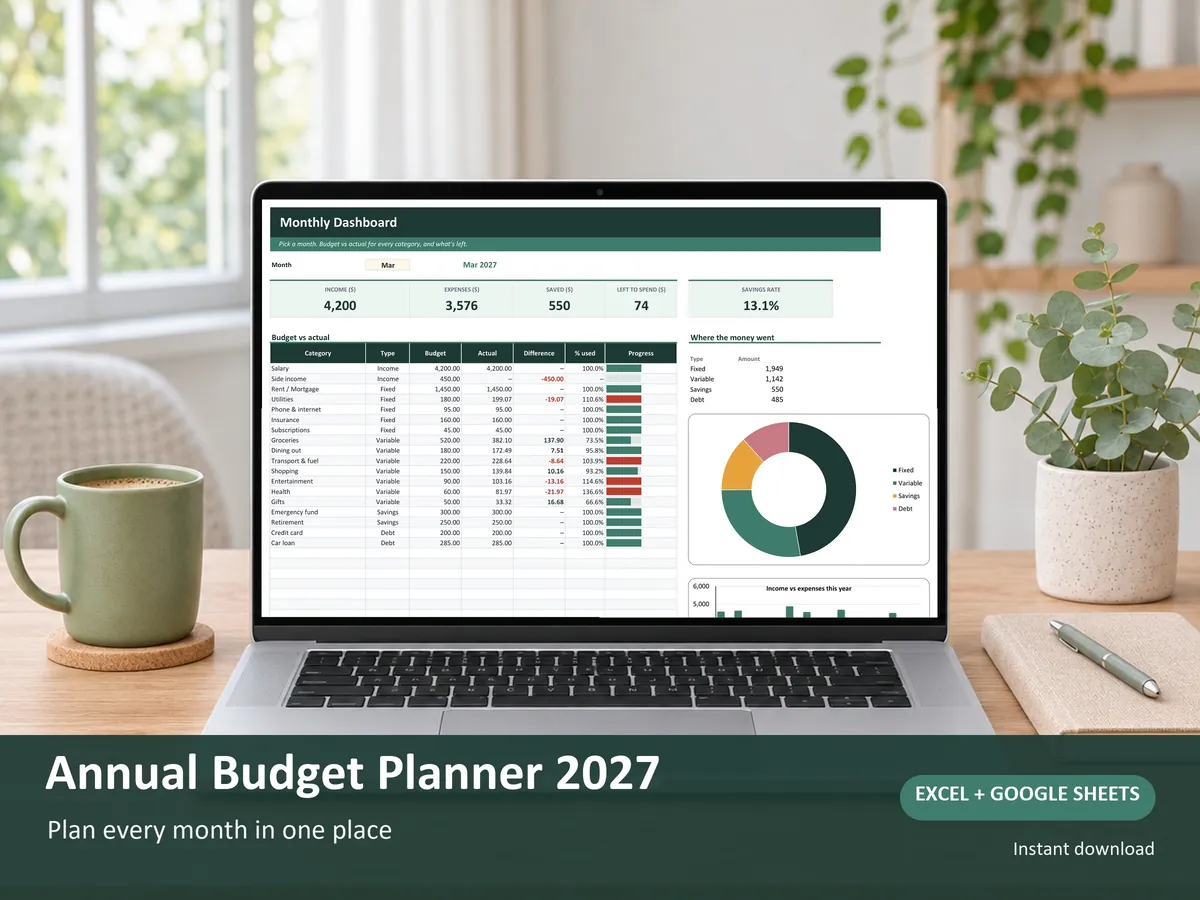 Monthly Dashboard
Pick a month. Budget vs actual for every category, and what's left.
Month Mar Mar 2027
INCOME ($) EXPENSES ($) SAVED ($) LEFT TO SPEND ($) SAVINGS RATE
4,200 3,576 550 74 13.1%
Budget vs actual
Category Type Budget Actual Difference % used Progress
Salary Income 4,200.00 4,200.00 – 100.0%
Side income Income 450.00 – -450.00 –
Rent / Mortgage Fixed 1,450.00 1,450.00 – 100.0%
Utilities Fixed 180.00 199.07 -19.07 110.6%
Phone & internet Fixed 95.00 95.00 – 100.0%
Insurance Fixed 160.00 160.00 – 100.0%
Subscriptions Fixed 45.00 45.00 – 100.0%
Groceries Variable 520.00 382.10 137.90 73.5%
Dining out Variable 180.00 172.49 7.51 95.8%
Transport & fuel Variable 220.00 228.64 -8.64 103.9%
Shopping Variable 150.00 139.84 10.16 93.2%
Entertainment Variable 90.00 103.16 -13.16 114.6%
Health Variable 60.00 81.97 -21.97 136.6%
Gifts Variable 50.00 33.32 16.68 66.6%
Emergency fund Savings 300.00 300.00 – 100.0%
Retirement Savings 250.00 250.00 – 100.0%
Credit card Debt 200.00 200.00 – 100.0%
Car loan Debt 285.00 285.00 – 100.0%
Where the money went
Type Amount
Fixed 1,949
Variable 1,142
Savings 550
Debt 485
Fixed
Variable
Savings
Debt
Income vs expenses this year
6,000
5,000
Annual Budget Planner 2027
Plan every month in one place
EXCEL + GOOGLE SHEETS
Instant download